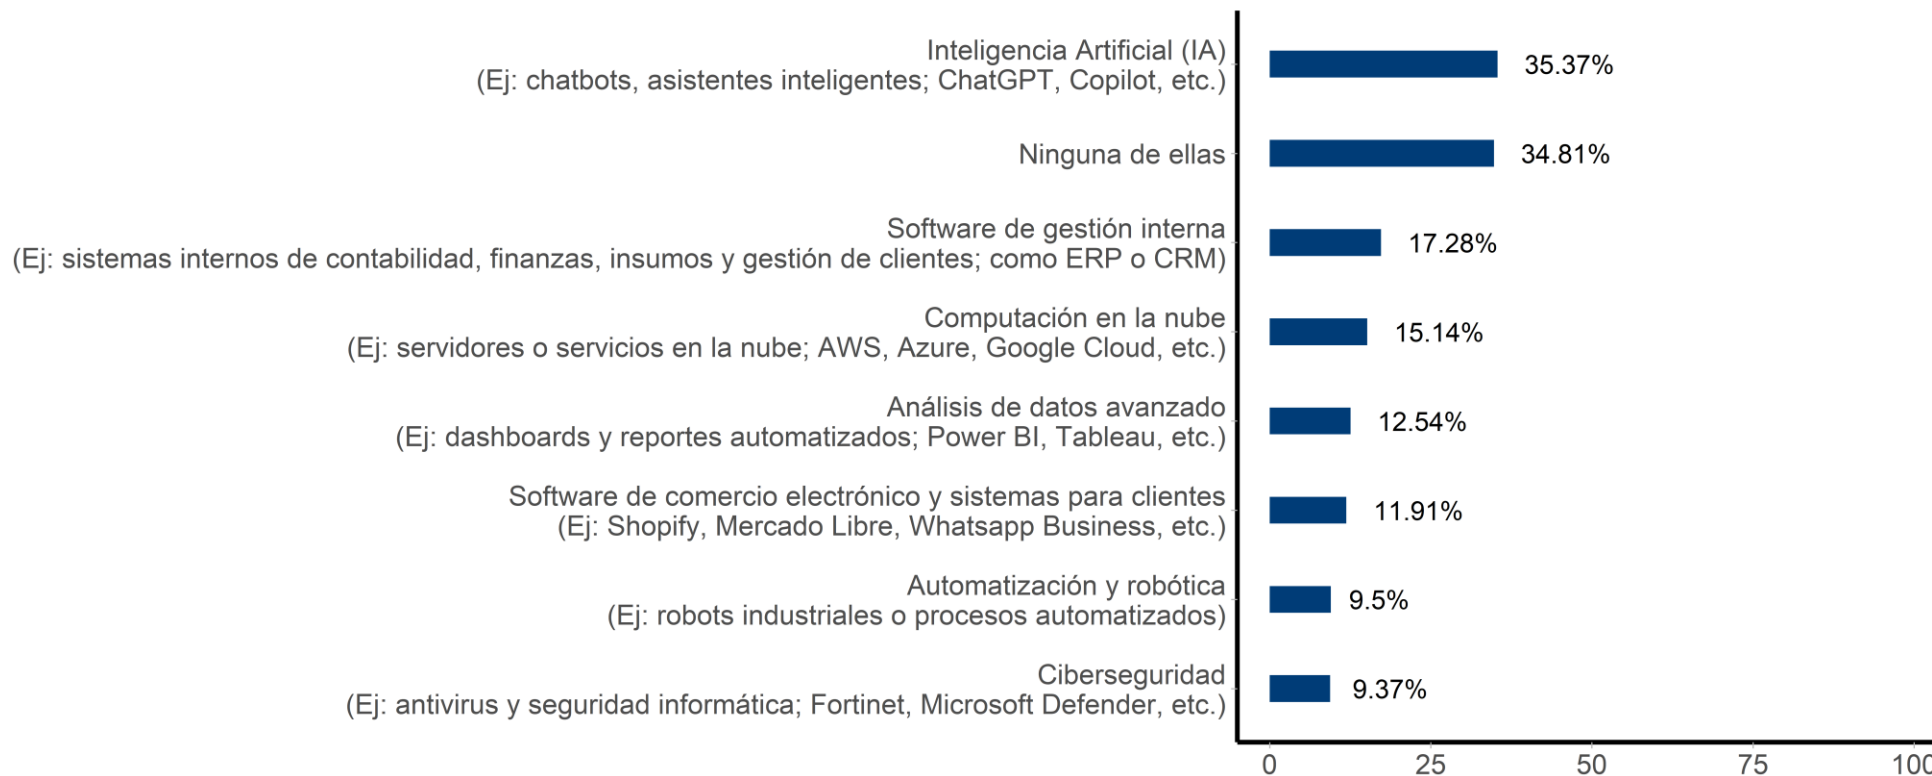 Inteligencia Artificial (IA)
(Ej: chatbots, asistentes inteligentes; ChatGPT, Copilot, etc.)
35.37%
Ninguna de ellas
34.81%
Software de gestión interna
(Ej: sistemas internos de contabilidad, finanzas, insumos y gestión de clientes; como ERP o CRM)
17.28%
Computación en la nube
(Ej: servidores o servicios en la nube; AWS, Azure, Google Cloud, etc.)
15.14%
Análisis de datos avanzado
(Ej: dashboards y reportes automatizados; Power BI, Tableau, etc.)
12.54%
Software de comercio electrónico y sistemas para clientes
(Ej: Shopify, Mercado Libre, Whatsapp Business, etc.)
11.91%
Automatización y robótica
(Ej: robots industriales o procesos automatizados)
9.5%
Ciberseguridad
(Ej: antivirus y seguridad informática; Fortinet, Microsoft Defender, etc.)
9.37%
0 25 50 75 100